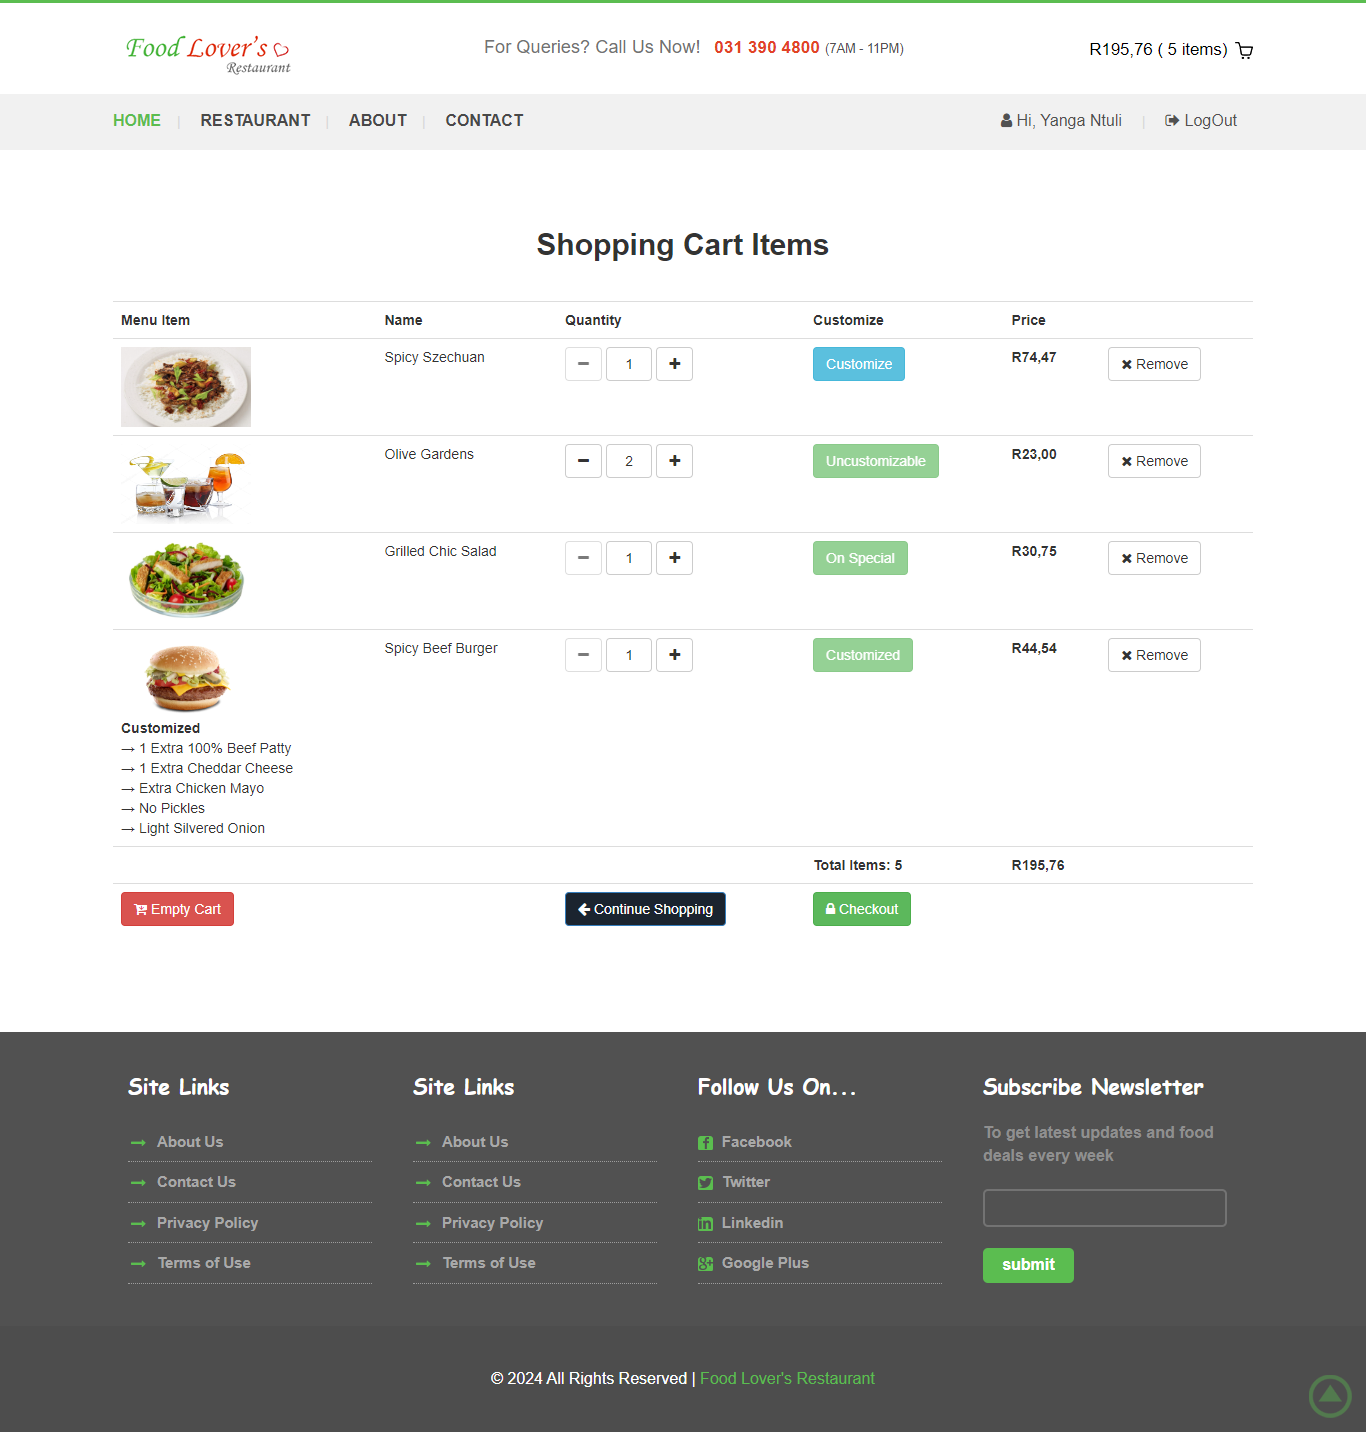 Food Lover's
Restaurant
For Queries? Call Us Now! 031 390 4800 (7AM - 11PM)
R195,76 ( 5 items)
HOME | RESTAURANT | ABOUT | CONTACT
Hi, Yanga Ntuli | LogOut
Shopping Cart Items
Menu Item Name Quantity Customize Price
Spicy Szechuan 1 Customize R74,47 Remove
Olive Gardens 2 Uncustomizable R23,00 Remove
Grilled Chic Salad 1 On Special R30,75 Remove
Spicy Beef Burger 1 Customized R44,54 Remove
Customized
→ 1 Extra 100% Beef Patty
→ 1 Extra Cheddar Cheese
→ Extra Chicken Mayo
→ No Pickles
→ Light Silvered Onion
Total Items: 5 R195,76
Empty Cart Continue Shopping Checkout
Site Links
About Us
Contact Us
Privacy Policy
Terms of Use
Site Links
About Us
Contact Us
Privacy Policy
Terms of Use
Follow Us On...
Facebook
Twitter
Linkedin
Google Plus
Subscribe Newsletter
To get latest updates and food
deals every week
submit
© 2024 All Rights Reserved | Food Lover's Restaurant